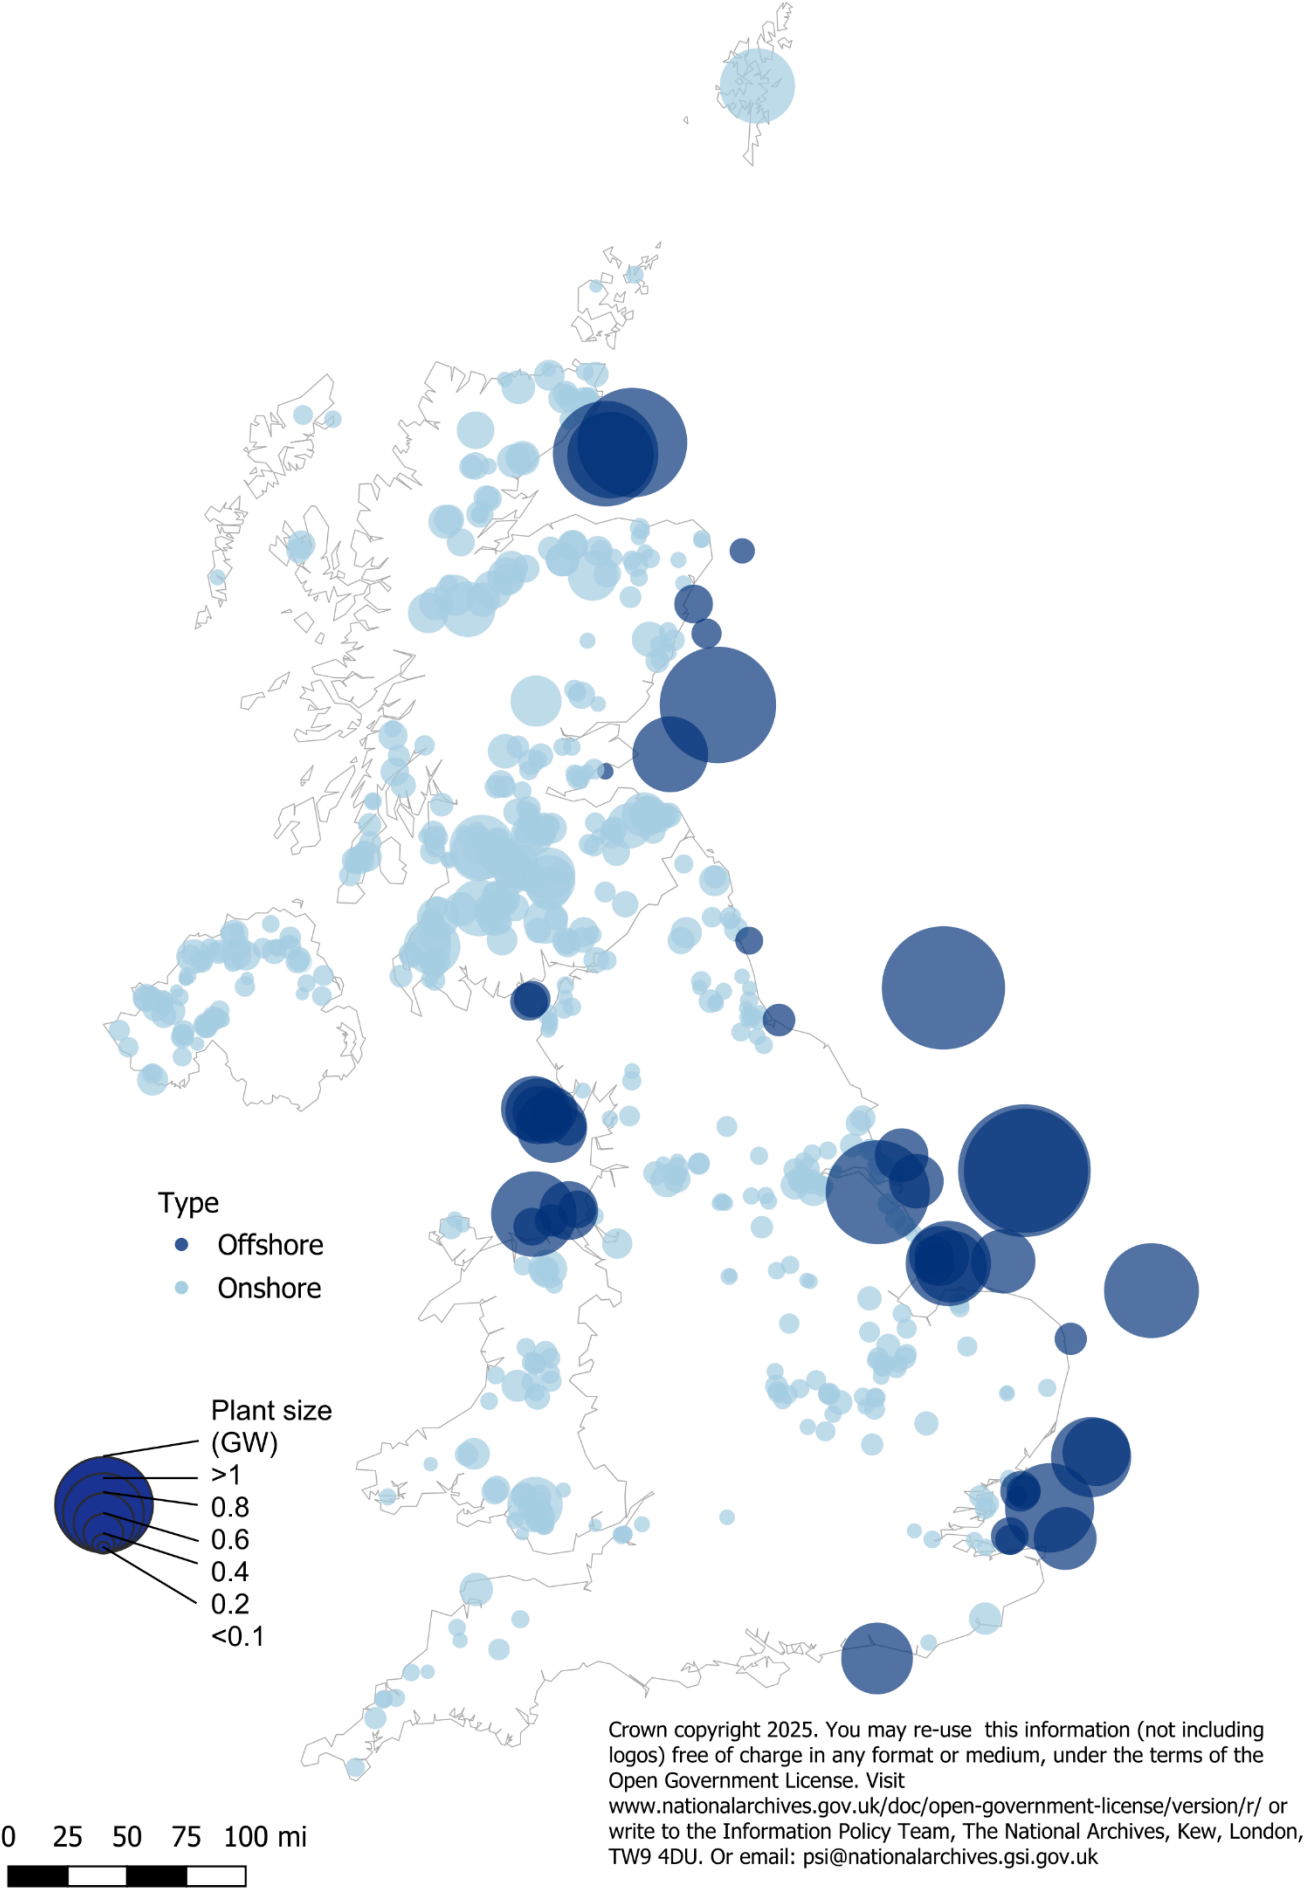 Type
Offshore
Onshore
Plant size
(GW)
>1
0.8
0.6
0.4
0.2
<0.1
0 25 50 75 100 mi
Crown copyright 2025. You may re-use this information (not including
logos) free of charge in any format or medium, under the terms of the
Open Government License. Visit
www.nationalarchives.gov.uk/doc/open-government-license/version/r/ or
write to the Information Policy Team, The National Archives, Kew, London,
TW9 4DU. Or email: psi@nationalarchives.gsi.gov.uk